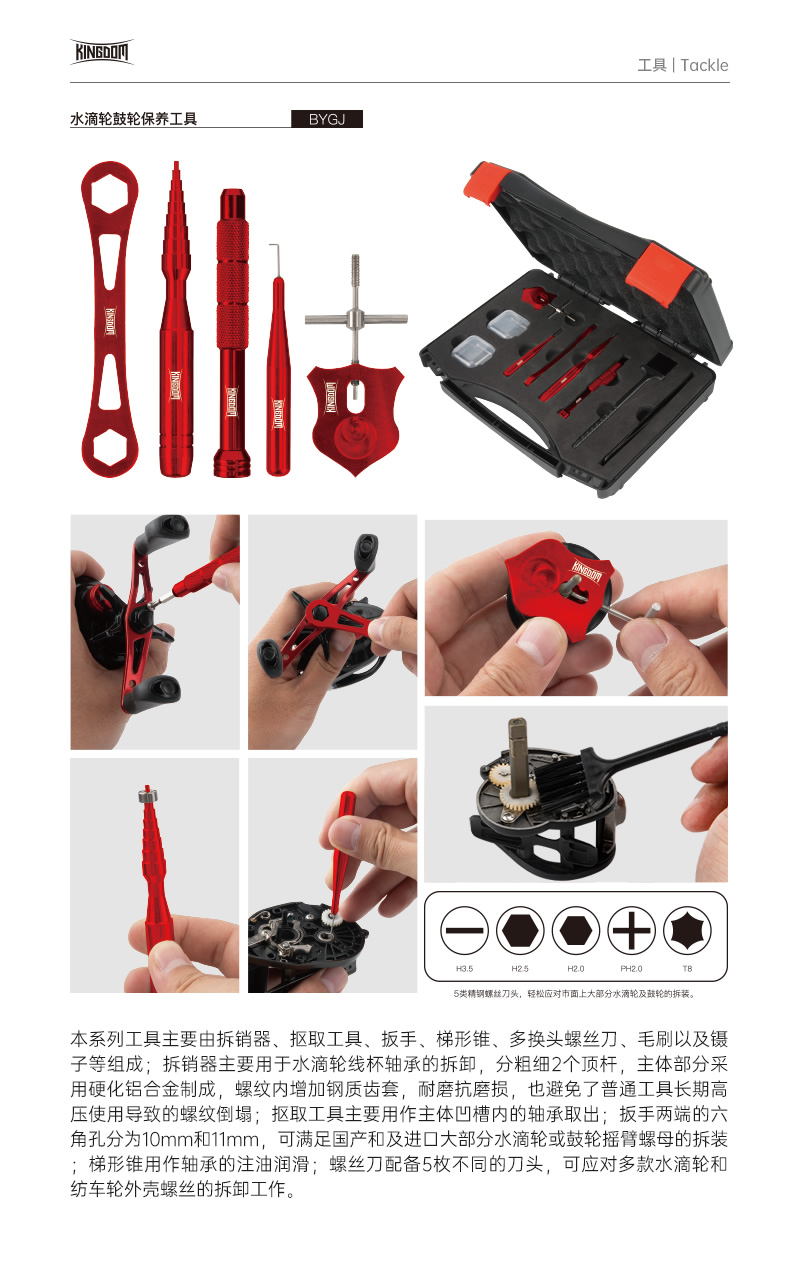 KINGDOM
工具 | Tackle
水滴轮鼓轮保养工具
BYGJ
KINGDOM
KINGDOM
KINGDOM
KINGDOM
KINGDOM
KINGDOM
H3.5
H2.5
H2.0
PH2.0
T8
5类精钢螺丝刀头，轻松应对市面上大部分水滴轮及鼓轮的拆装。
本系列工具主要由拆销器、抠取工具、扳手、梯形锥、多换头螺丝刀、毛刷以及镊
子等组成；拆销器主要用于水滴轮线杯轴承的拆卸，分粗细2个顶杆，主体部分采
用硬化铝合金制成，螺纹内增加钢质齿套，耐磨抗磨损，也避免了普通工具长期高
压使用导致的螺纹倒塌；抠取工具主要用作主体凹槽内的轴承取出；扳手两端的六
角孔分为10mm和11mm，可满足国产和及进口大部分水滴轮或鼓轮摇臂螺母的拆装
；梯形锥用作轴承的注油润滑；螺丝刀配备5枚不同的刀头，可应对多款水滴轮和
纺车轮外壳螺丝的拆卸工作。